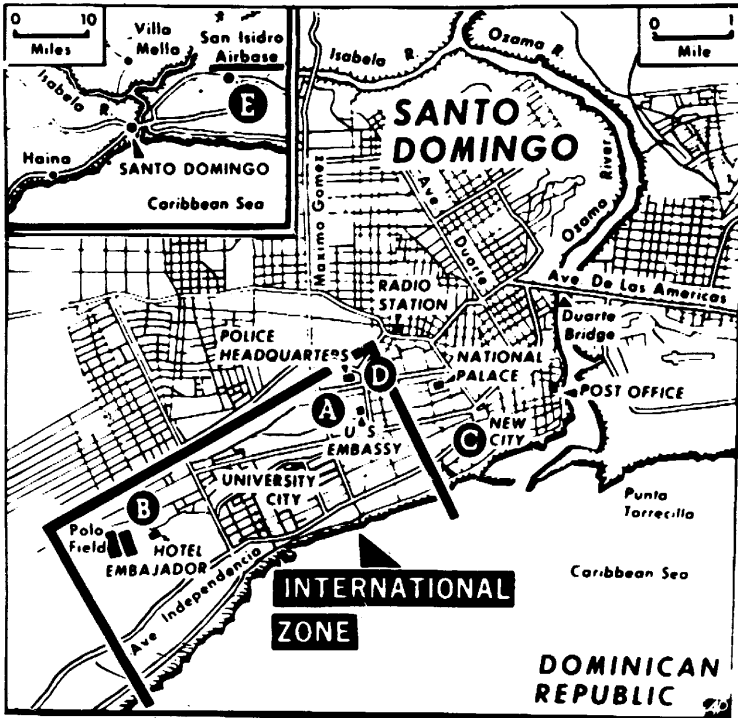 0 10
Miles
Villa
Mella
San Isidro
Airbase
Isabela
R.
E
Haina
SANTO DOMINGO
Caribbean Sea
0 1
Mile
Isabela R.
Ozama R.
SANTO
DOMINGO
Maximo Gomez
Ave Duarte
Ozama River
Ave. De Las Americas
RADIO
STATION
Duarte
Bridge
POLICE
HEADQUARTERS
NATIONAL
PALACE
D
POST OFFICE
A
U S
EMBASSY
C
NEW
CITY
UNIVERSITY
CITY
B
Polo
Field
HOTEL
EMBAJADOR
Punta
Torrecilla
Ave Independencia
Caribbean Sea
INTERNATIONAL
ZONE
DOMINICAN
REPUBLIC